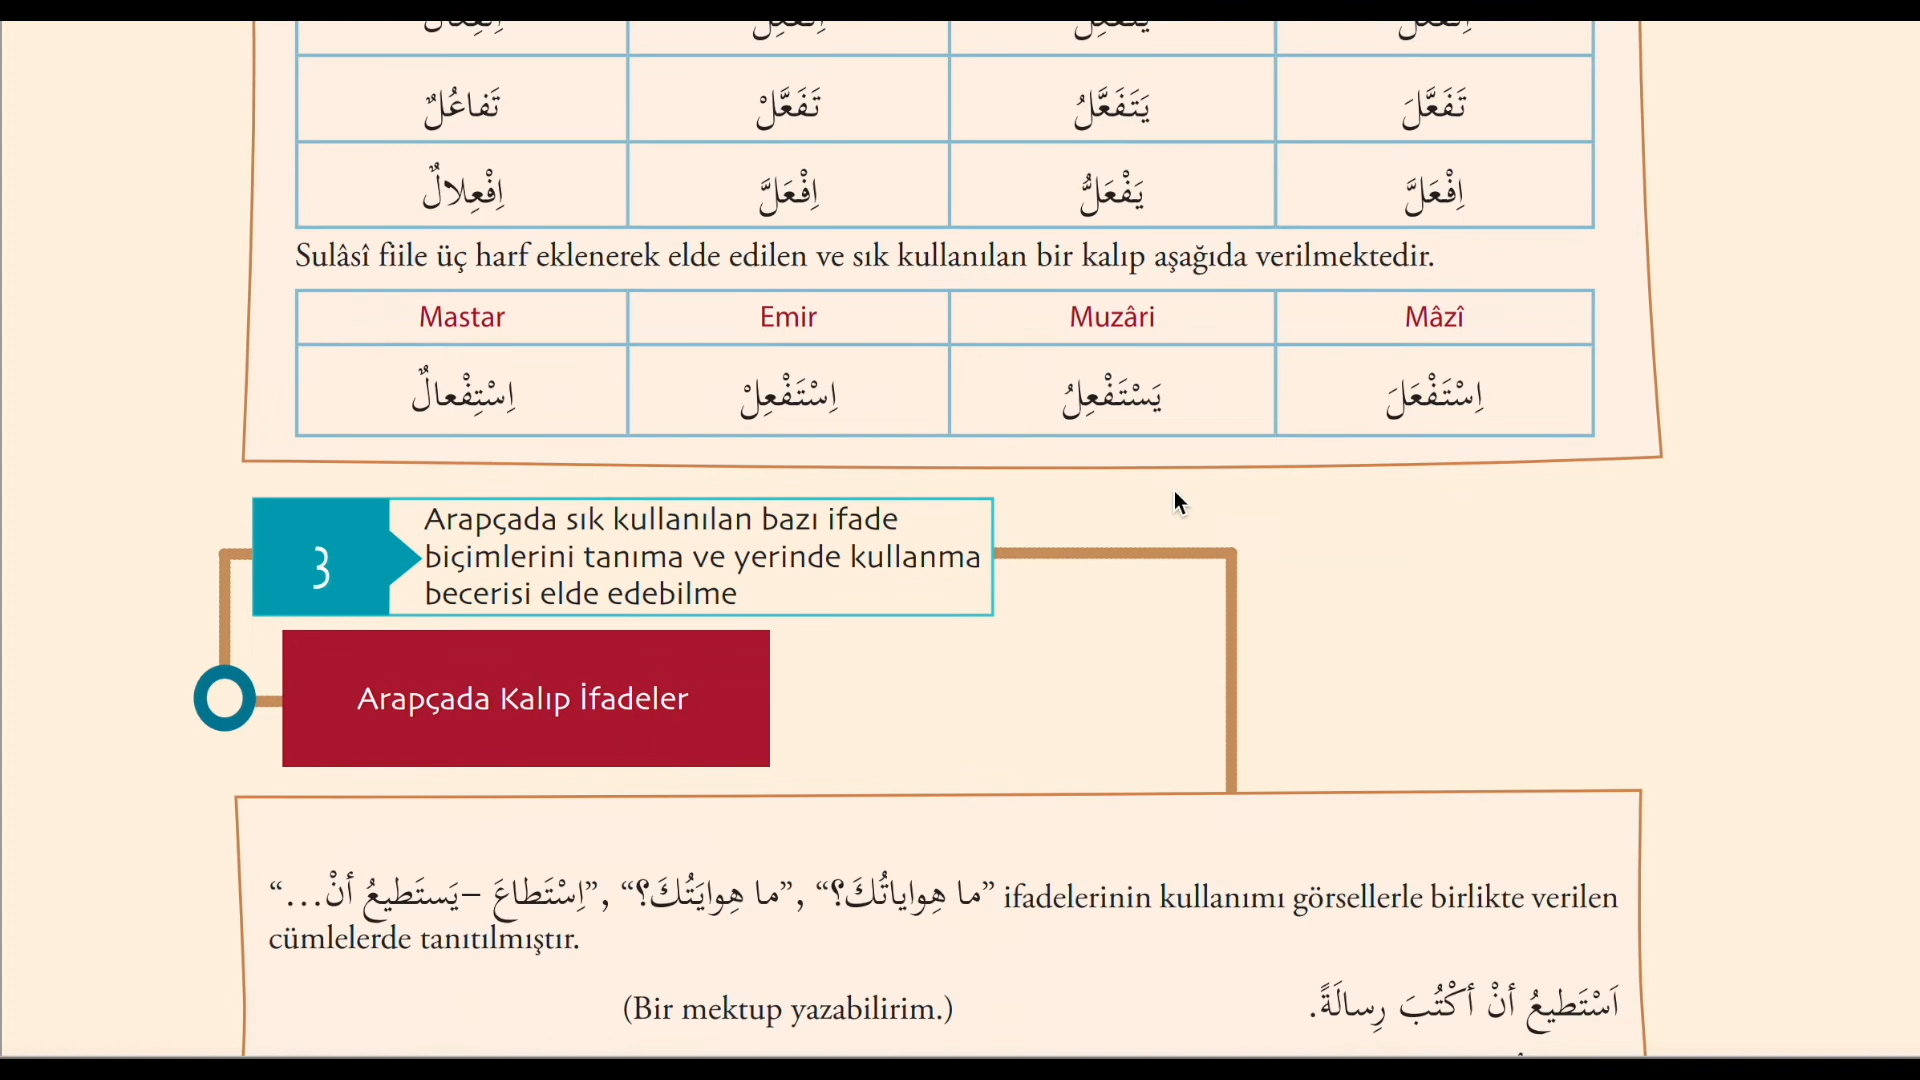 تَفاعُلٌ تَفَعَّلْ يَتَفَعَّلُ تَفَعَّلَ
اِفْعِلالٌ اِفْعَلَّ يَفْعَلُّ اِفْعَلَّ
Sulâsî fiile üç harf eklenerek elde edilen ve sık kullanılan bir kalıp aşağıda verilmektedir.
Mastar Emir Muzâri Mâzî
اِسْتِفْعالٌ اِسْتَفْعِلْ يَسْتَفْعِلُ اِسْتَفْعَلَ
3
Arapçada sık kullanılan bazı ifade
biçimlerini tanıma ve yerinde kullanma
becerisi elde edebilme
Arapçada Kalıp İfadeler
“اِسْتَطاعَ –يَستَطيعُ أنْ...”, “ما هِوايَتُكَ؟”, “ما هِواياتُكَ؟” ifadelerinin kullanımı görsellerle birlikte verilen
cümlelerde tanıtılmıştır.
(Bir mektup yazabilirim.) اَسْتَطيعُ أنْ أكْتُبَ رِسالَةً.